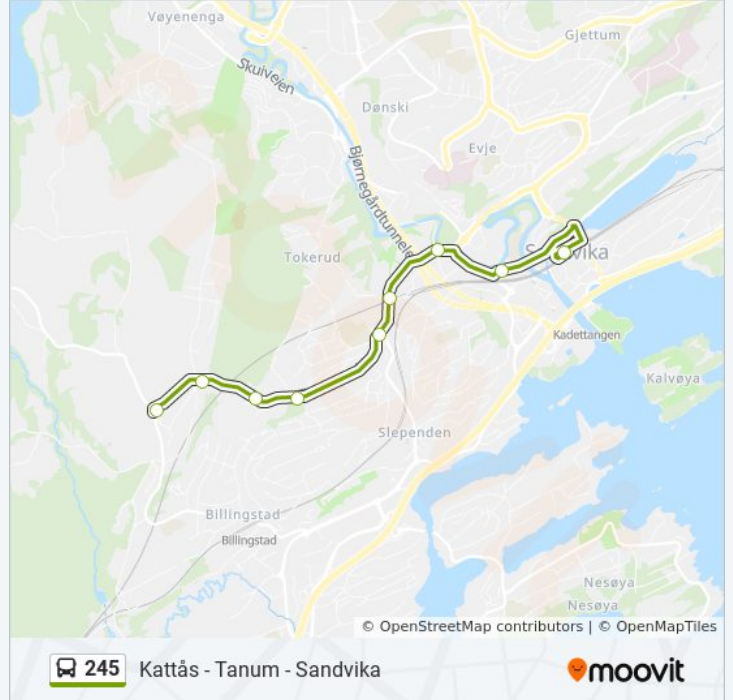 Vøyenenga
Gjettum
Skuiveien
Dønski
Evje
Bjørnegårdtunnelen
Tokerud
Sandvika
Kadettangen
Kalvøya
Slependen
Billingstad
Billingstad
Nesøya
Nesøya
© OpenStreetMap contributors | © OpenMapTiles
245 Kattås - Tanum - Sandvika
moovit